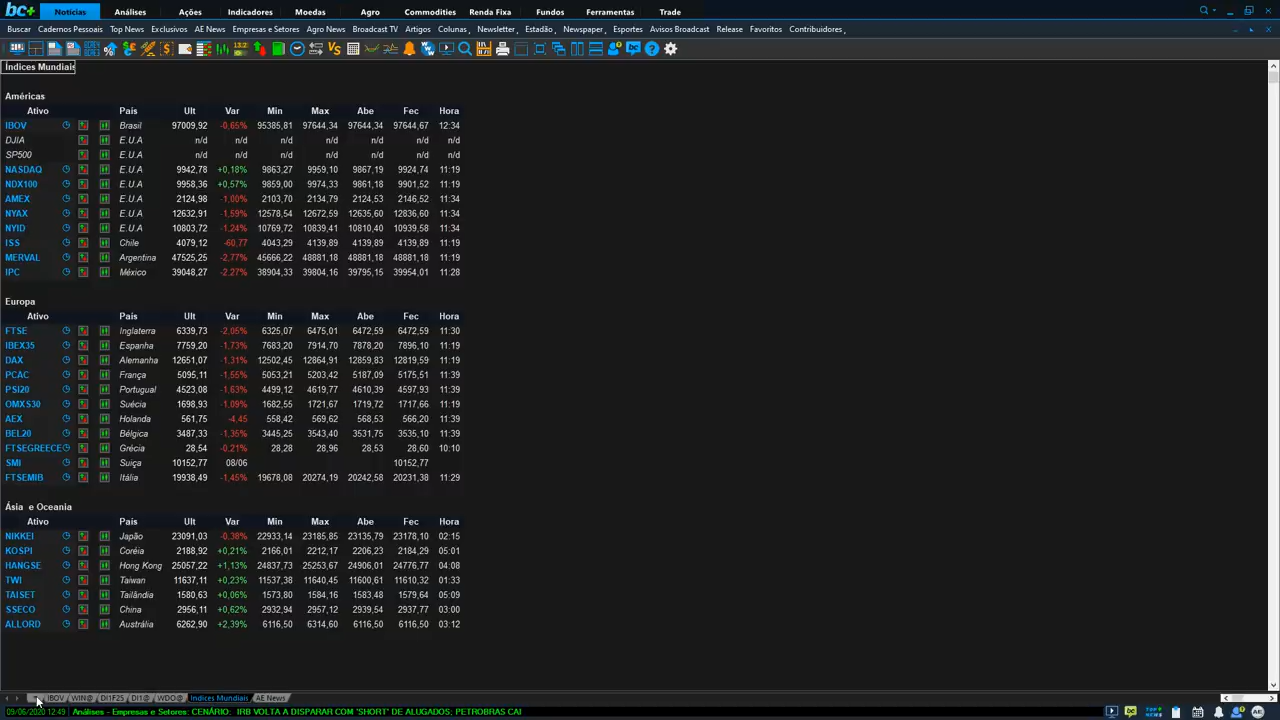 bc+ Notícias Análises Ações Indicadores Moedas Agro Commodities Renda Fixa Fundos Ferramentas Trade
Buscar Cadernos Pessoais Top News Exclusivos AE News Empresas e Setores Agro News Broadcast TV Artigos Colunas Newsletter Estadão Newspaper Esportes Avisos Broadcast Release Favoritos Contribuidores
Índices Mundiais
Américas
Ativo País Ult Var Min Max Abe Fec Hora
IBOV Brasil 97009,92 -0,65% 95385,81 97644,34 97644,34 97644,67 12:34
DJIA E.U.A n/d n/d n/d n/d n/d n/d
SP500 E.U.A n/d n/d n/d n/d n/d n/d
NASDAQ E.U.A 9942,78 +0,18% 9863,27 9959,10 9867,19 9924,74 11:19
NDX100 E.U.A 9958,36 +0,57% 9859,00 9974,33 9861,18 9901,52 11:19
AMEX E.U.A 2124,98 -1,00% 2103,70 2134,79 2124,53 2146,52 11:34
NYAX E.U.A 12632,91 -1,59% 12578,54 12672,59 12635,60 12836,60 11:34
NYID E.U.A 10803,72 -1,24% 10769,72 10839,41 10810,40 10939,58 11:34
ISS Chile 4079,12 -60,77 4043,29 4139,89 4139,89 4139,89 11:19
MERVAL Argentina 47525,25 -2,77% 45666,22 48881,18 48881,18 48881,18 11:19
IPC México 39048,27 -2,27% 38904,33 39804,16 39795,15 39954,01 11:28
Europa
Ativo País Ult Var Min Max Abe Fec Hora
FTSE Inglaterra 6339,73 -2,05% 6325,07 6475,01 6472,59 6472,59 11:30
IBEX35 Espanha 7759,20 -1,73% 7683,20 7914,70 7878,20 7896,10 11:19
DAX Alemanha 12651,07 -1,31% 12502,45 12864,91 12859,83 12819,59 11:19
PCAC França 5095,11 -1,55% 5053,21 5203,42 5187,09 5175,51 11:39
PSI20 Portugual 4523,08 -1,63% 4499,12 4619,77 4610,39 4597,93 11:39
OMXS30 Suécia 1698,93 -1,09% 1682,55 1721,67 1719,72 1717,66 11:19
AEX Holanda 561,75 -4,45 558,42 569,62 568,53 566,20 11:39
BEL20 Bélgica 3487,33 -1,35% 3445,25 3543,40 3531,75 3535,10 11:39
FTSEGREECE Grécia 28,54 -0,21% 28,28 28,96 28,53 28,60 10:10
SMI Suiça 10152,77 08/06 10152,77
FTSEMIB Itália 19938,49 -1,45% 19678,08 20274,19 20242,58 20231,38 11:29
Ásia e Oceania
Ativo País Ult Var Min Max Abe Fec Hora
NIKKEI Japão 23091,03 -0,38% 22933,14 23185,85 23135,79 23178,10 02:15
KOSPI Coréia 2188,92 +0,21% 2166,01 2212,17 2206,23 2184,29 05:01
HANGSE Hong Kong 25057,22 +1,13% 24837,73 25253,67 24906,01 24776,77 04:08
TWI Taiwan 11637,11 +0,23% 11537,38 11640,45 11600,61 11610,32 01:33
TAISET Tailândia 1580,63 +0,06% 1573,80 1584,16 1583,48 1579,64 05:09
SSECO China 2956,11 +0,62% 2932,94 2957,12 2939,54 2937,77 03:00
ALLORD Austrália 6262,90 +2,39% 6116,50 6314,60 6116,50 6262,90 03:12
IBOV WIN@ DI1F25 DI1@ WDO@ Indices Mundiais AE News
09/06/2020 12:49 Análises - Empresas e Setores: CENÁRIO: IRB VOLTA A DISPARAR COM 'SHORT' DE ALUGADOS; PETROBRAS CAI